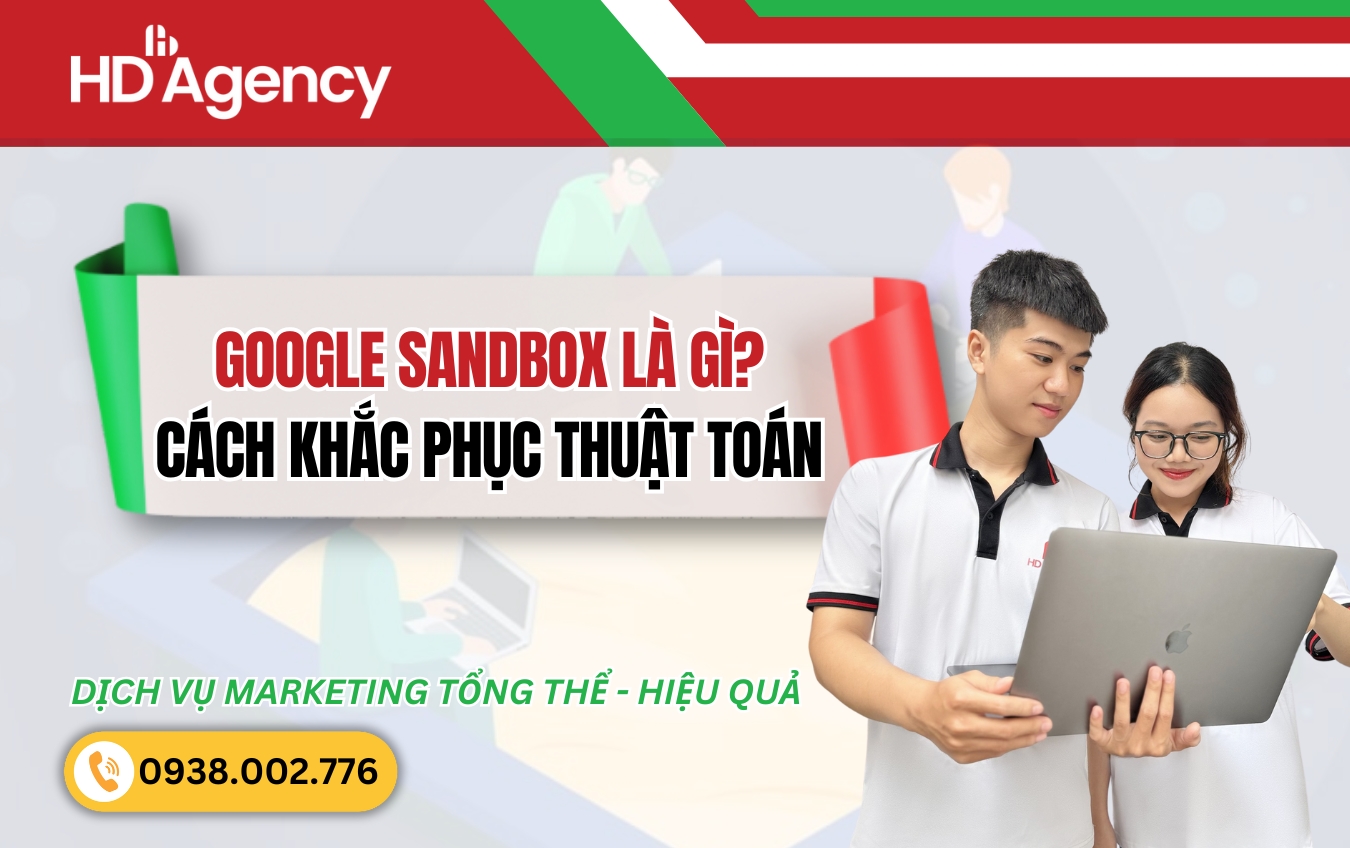 HD Agency
GOOGLE SANDBOX LÀ GÌ?
CÁCH KHẮC PHỤC THUẬT TOÁN
HD
DỊCH VỤ MARKETING TỔNG THỂ - HIỆU QUẢ
0938.002.776